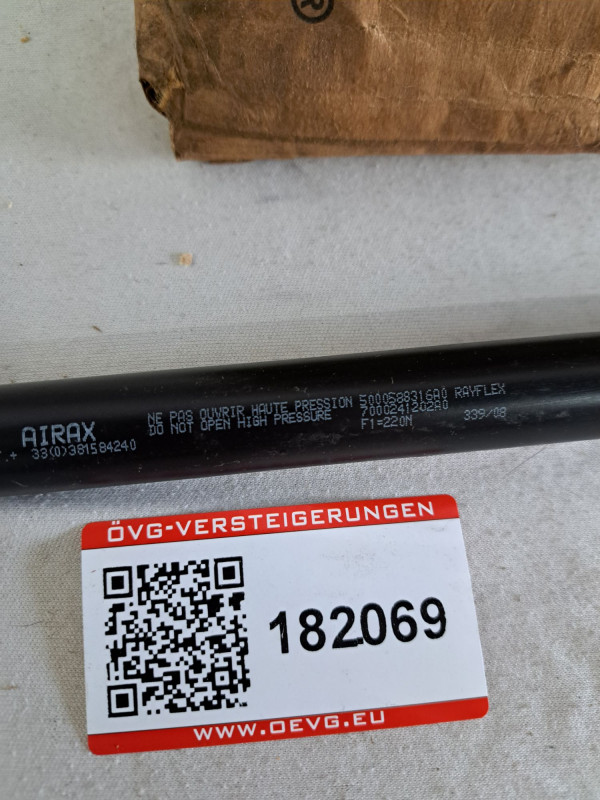 ®
AIRAX
NE PAS OUVRIR HAUTE PRESSION 5000688316A0 RAYFLEX
DO NOT OPEN HIGH PRESSURE 7000241202A0
F1=220N 339/08
33(0)381584240
ÖVG-VERSTEIGERUNGEN
182069
WWW.OEVG.EU